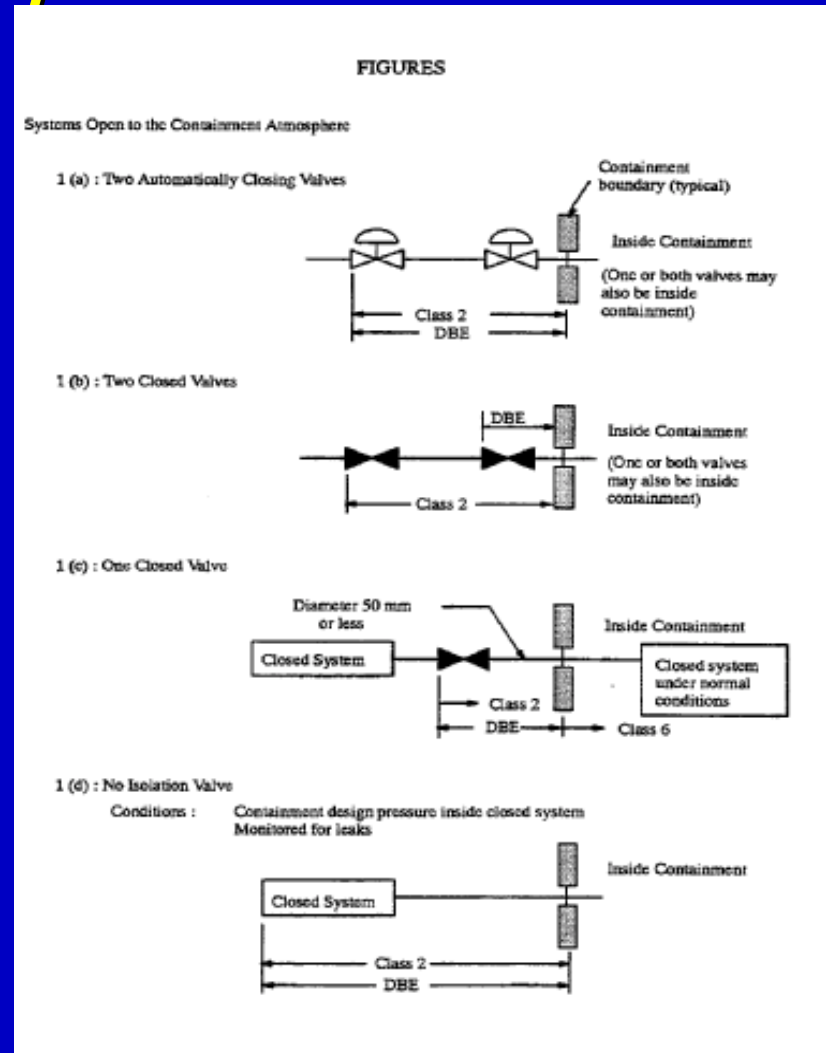 FIGURES
Systems Open to the Containment Atmosphere
1 (a) : Two Automatically Closing Valves
Containment
boundary (typical)
Inside Containment
(One or both valves may
also be inside
containment)
Class 2
DBE
1 (b) : Two Closed Valves
DBE
Inside Containment
(One or both valves
may also be inside
containment)
Class 2
1 (c) : One Closed Valve
Diameter 50 mm
or less
Inside Containment
Closed System
Closed system
under normal
conditions
Class 2
DBE
Class 6
1 (d) : No Isolation Valve
Conditions : Containment design pressure inside closed system
Monitored for leaks
Inside Containment
Closed System
Class 2
DBE